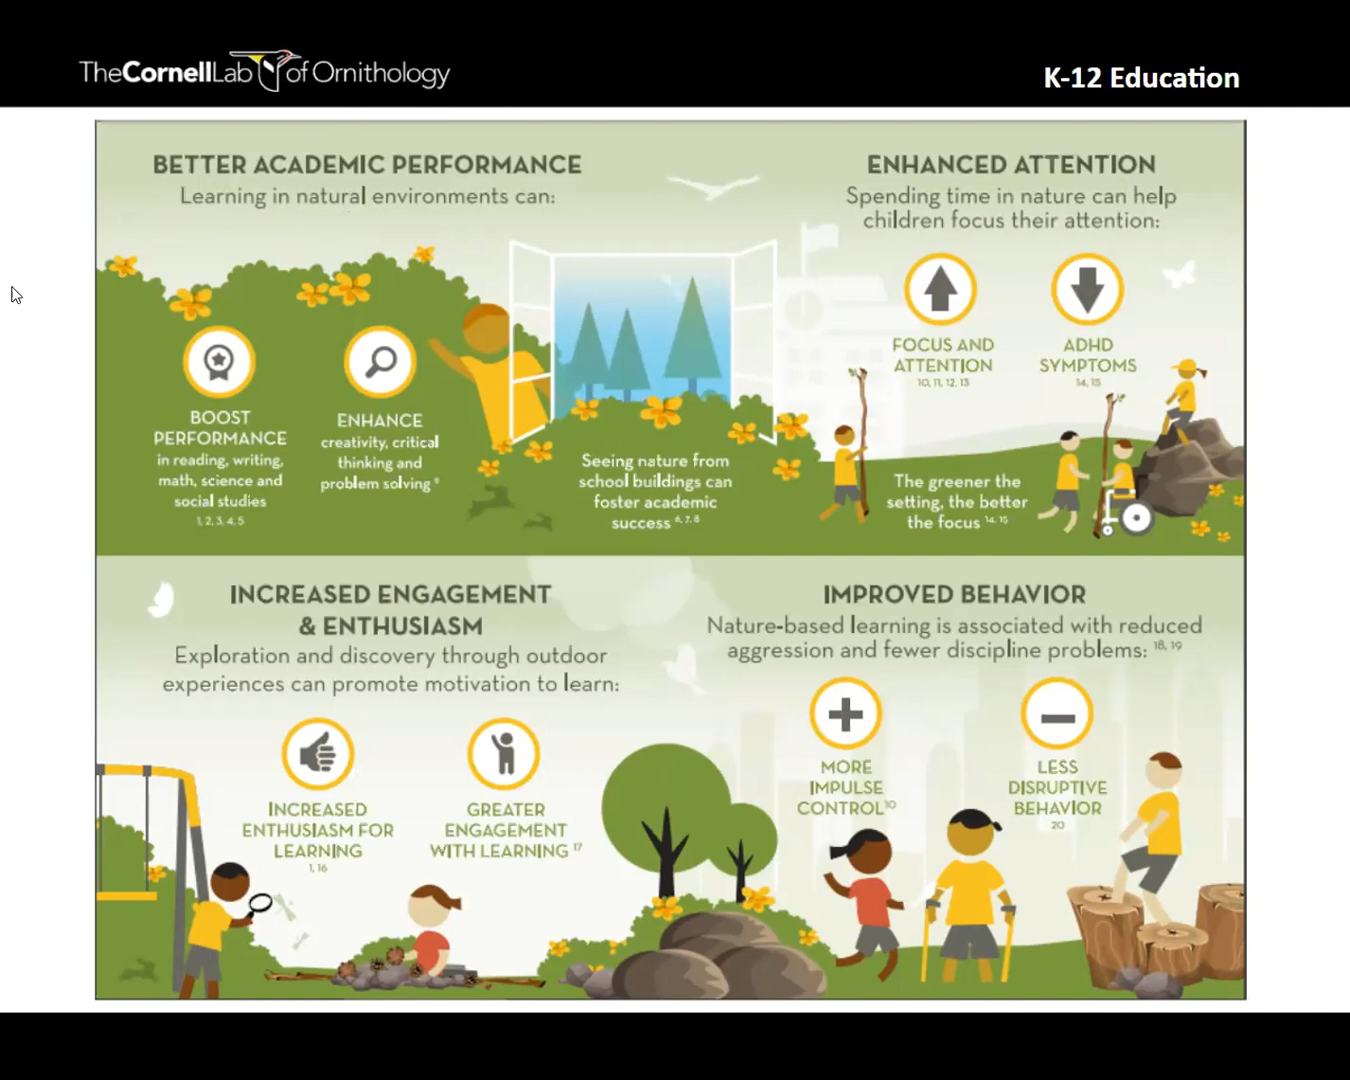 TheCornellLab of Ornithology
K-12 Education
BETTER ACADEMIC PERFORMANCE
Learning in natural environments can:
BOOST
PERFORMANCE
in reading, writing,
math, science and
social studies
1, 2, 3, 4, 5
ENHANCE
creativity, critical
thinking and
problem solving 9
Seeing nature from
school buildings can
foster academic
success 6, 7, 8
ENHANCED ATTENTION
Spending time in nature can help
children focus their attention:
FOCUS AND
ATTENTION
10, 11, 12, 13
ADHD
SYMPTOMS
14, 15
The greener the
setting, the better
the focus 14, 15
INCREASED ENGAGEMENT
& ENTHUSIASM
Exploration and discovery through outdoor
experiences can promote motivation to learn:
INCREASED
ENTHUSIASM FOR
LEARNING
1, 16
GREATER
ENGAGEMENT
WITH LEARNING 17
IMPROVED BEHAVIOR
Nature-based learning is associated with reduced
aggression and fewer discipline problems: 18, 19
MORE
IMPULSE
CONTROL10
LESS
DISRUPTIVE
BEHAVIOR
20